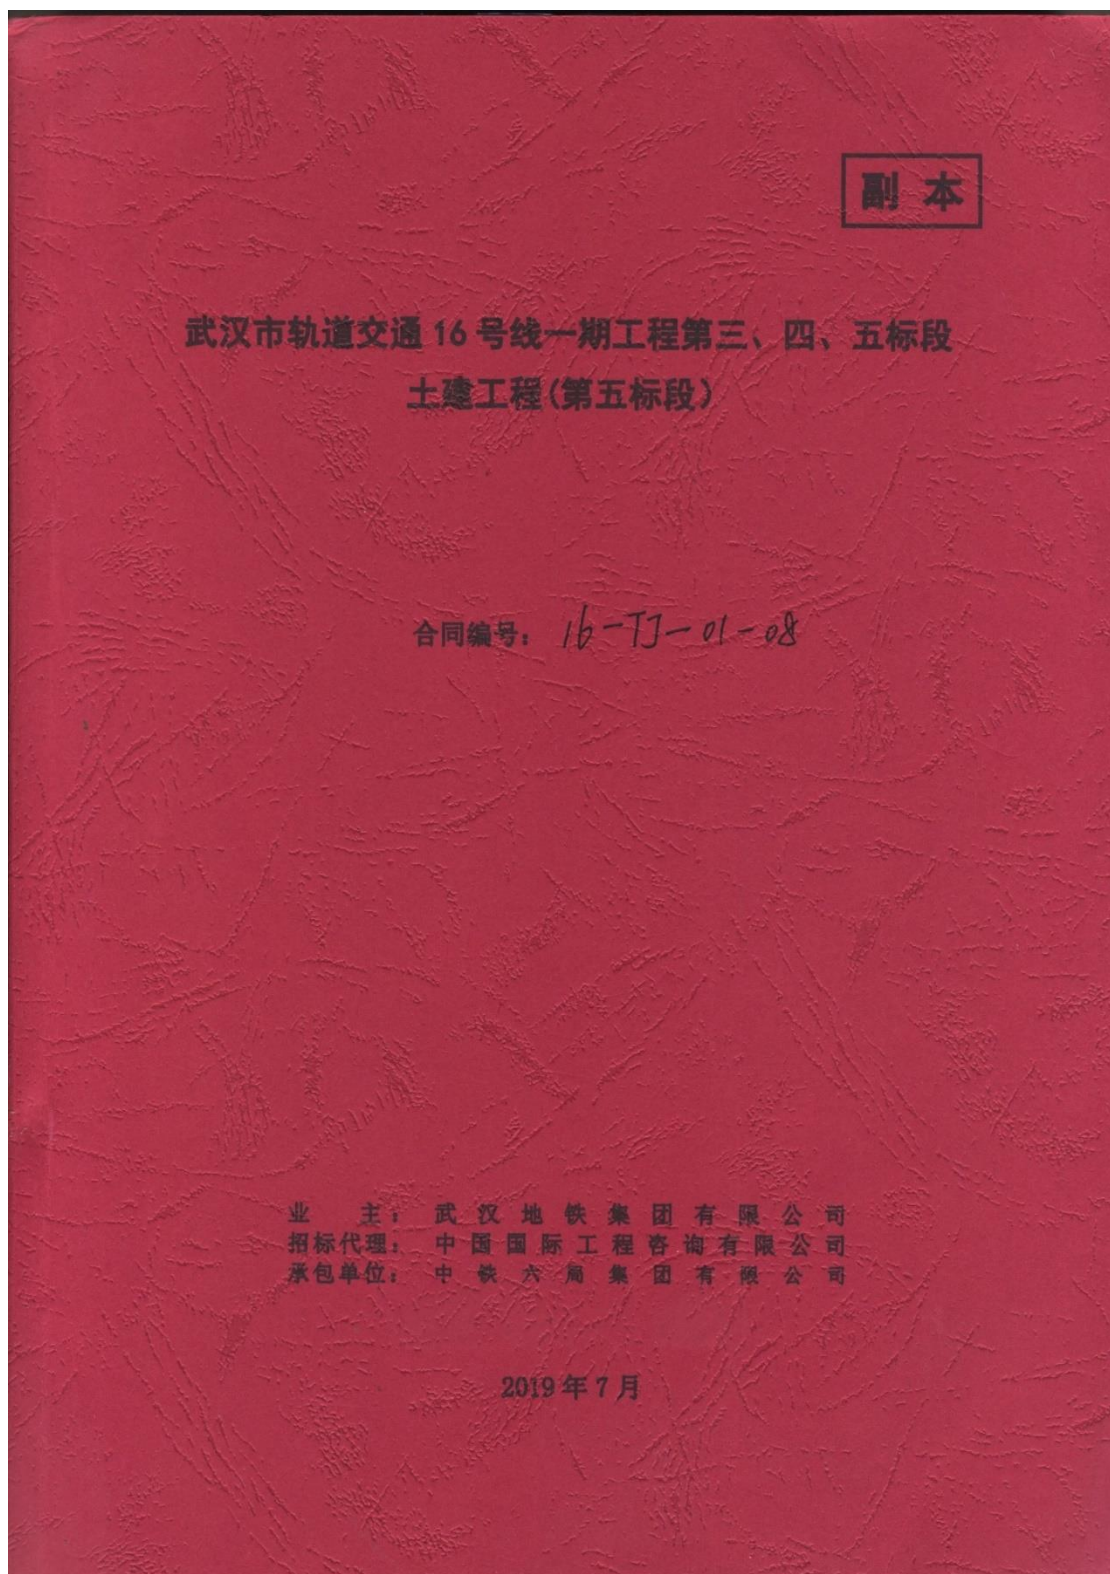 副本
武汉市轨道交通16号线一期工程第三、四、五标段
土建工程(第五标段)
合同编号：16-TJ-01-08
业主：武汉地铁集团有限公司
招标代理：中国国际工程咨询有限公司
承包单位：中铁六局集团有限公司
2019年7月